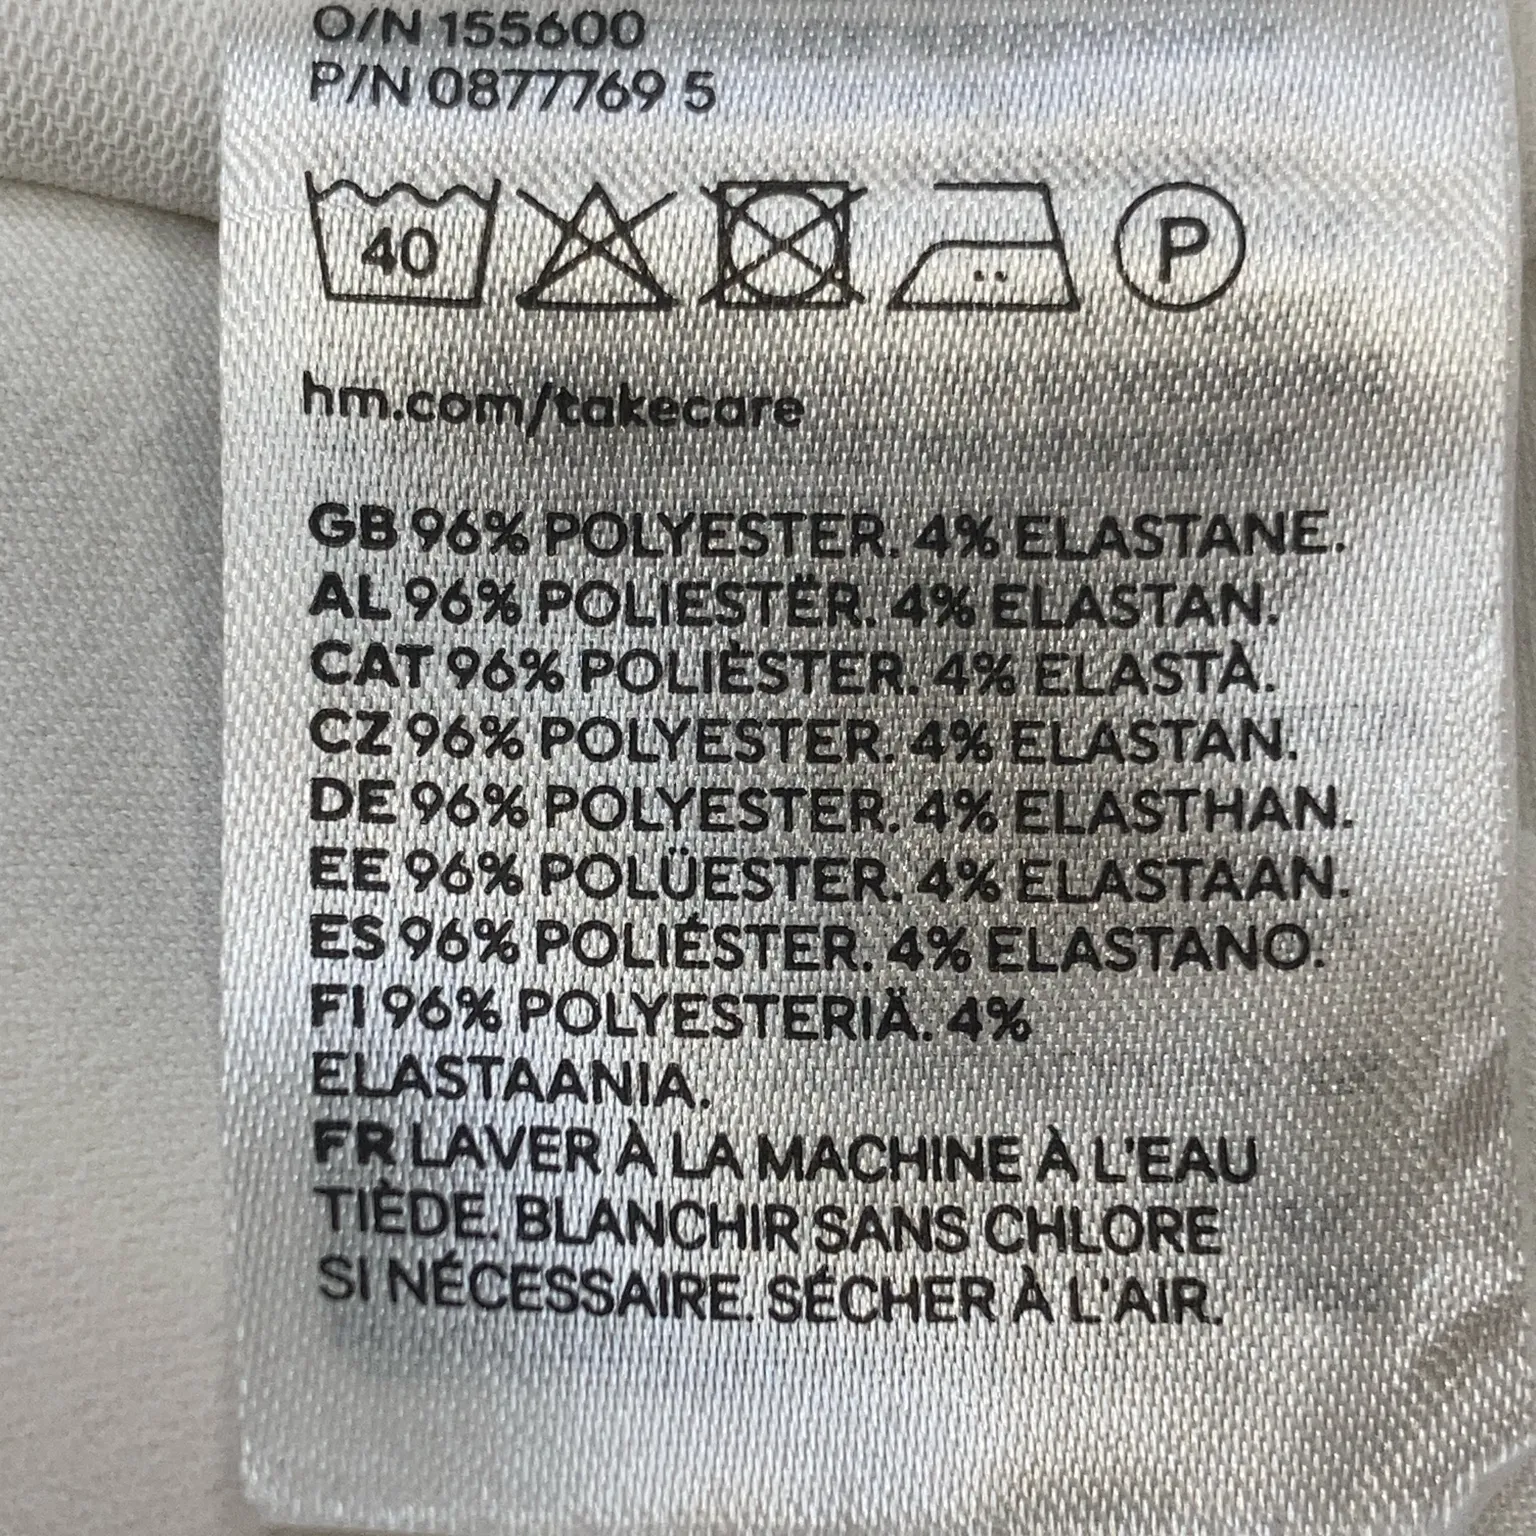 O/N 155600
P/N 0877769 5
40 P
hm.com/takecare
GB 96% POLYESTER. 4% ELASTANE.
AL 96% POLIESTËR. 4% ELASTAN.
CAT 96% POLIÈSTER. 4% ELASTÀ.
CZ 96% POLYESTER. 4% ELASTAN.
DE 96% POLYESTER. 4% ELASTHAN.
EE 96% POLÜESTER. 4% ELASTAAN.
ES 96% POLIÉSTER. 4% ELASTANO.
FI 96% POLYESTERIÄ. 4%
ELASTAANIA.
FR LAVER À LA MACHINE À L'EAU
TIÈDE. BLANCHIR SANS CHLORE
SI NÉCESSAIRE. SÉCHER À L'AIR.